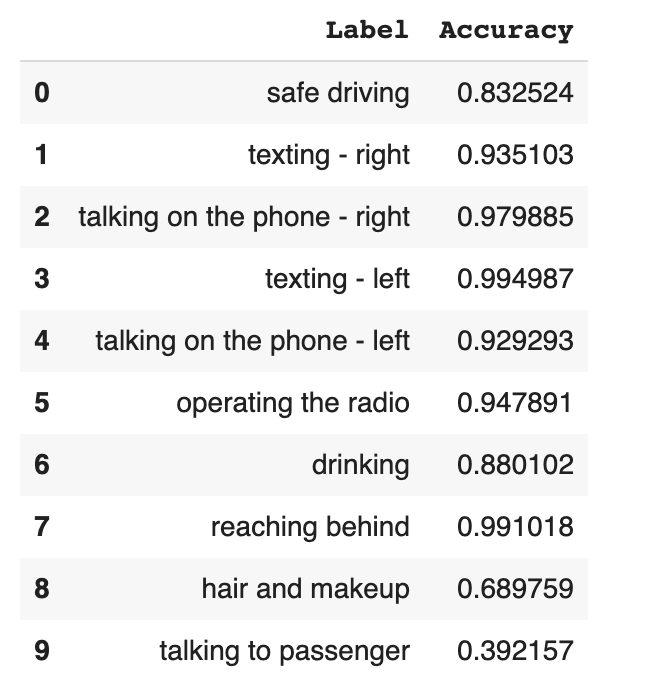 Label Accuracy
0 safe driving 0.832524
1 texting - right 0.935103
2 talking on the phone - right 0.979885
3 texting - left 0.994987
4 talking on the phone - left 0.929293
5 operating the radio 0.947891
6 drinking 0.880102
7 reaching behind 0.991018
8 hair and makeup 0.689759
9 talking to passenger 0.392157